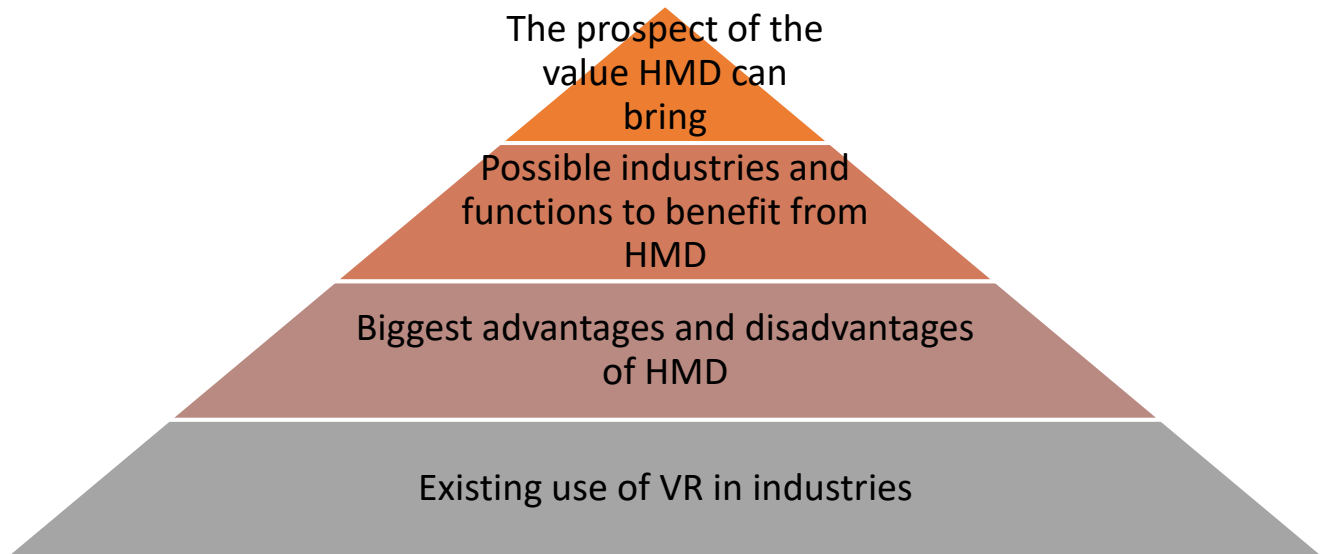 The prospect of the
value HMD can
bring
Possible industries and
functions to benefit from
HMD
Biggest advantages and disadvantages
of HMD
Existing use of VR in industries